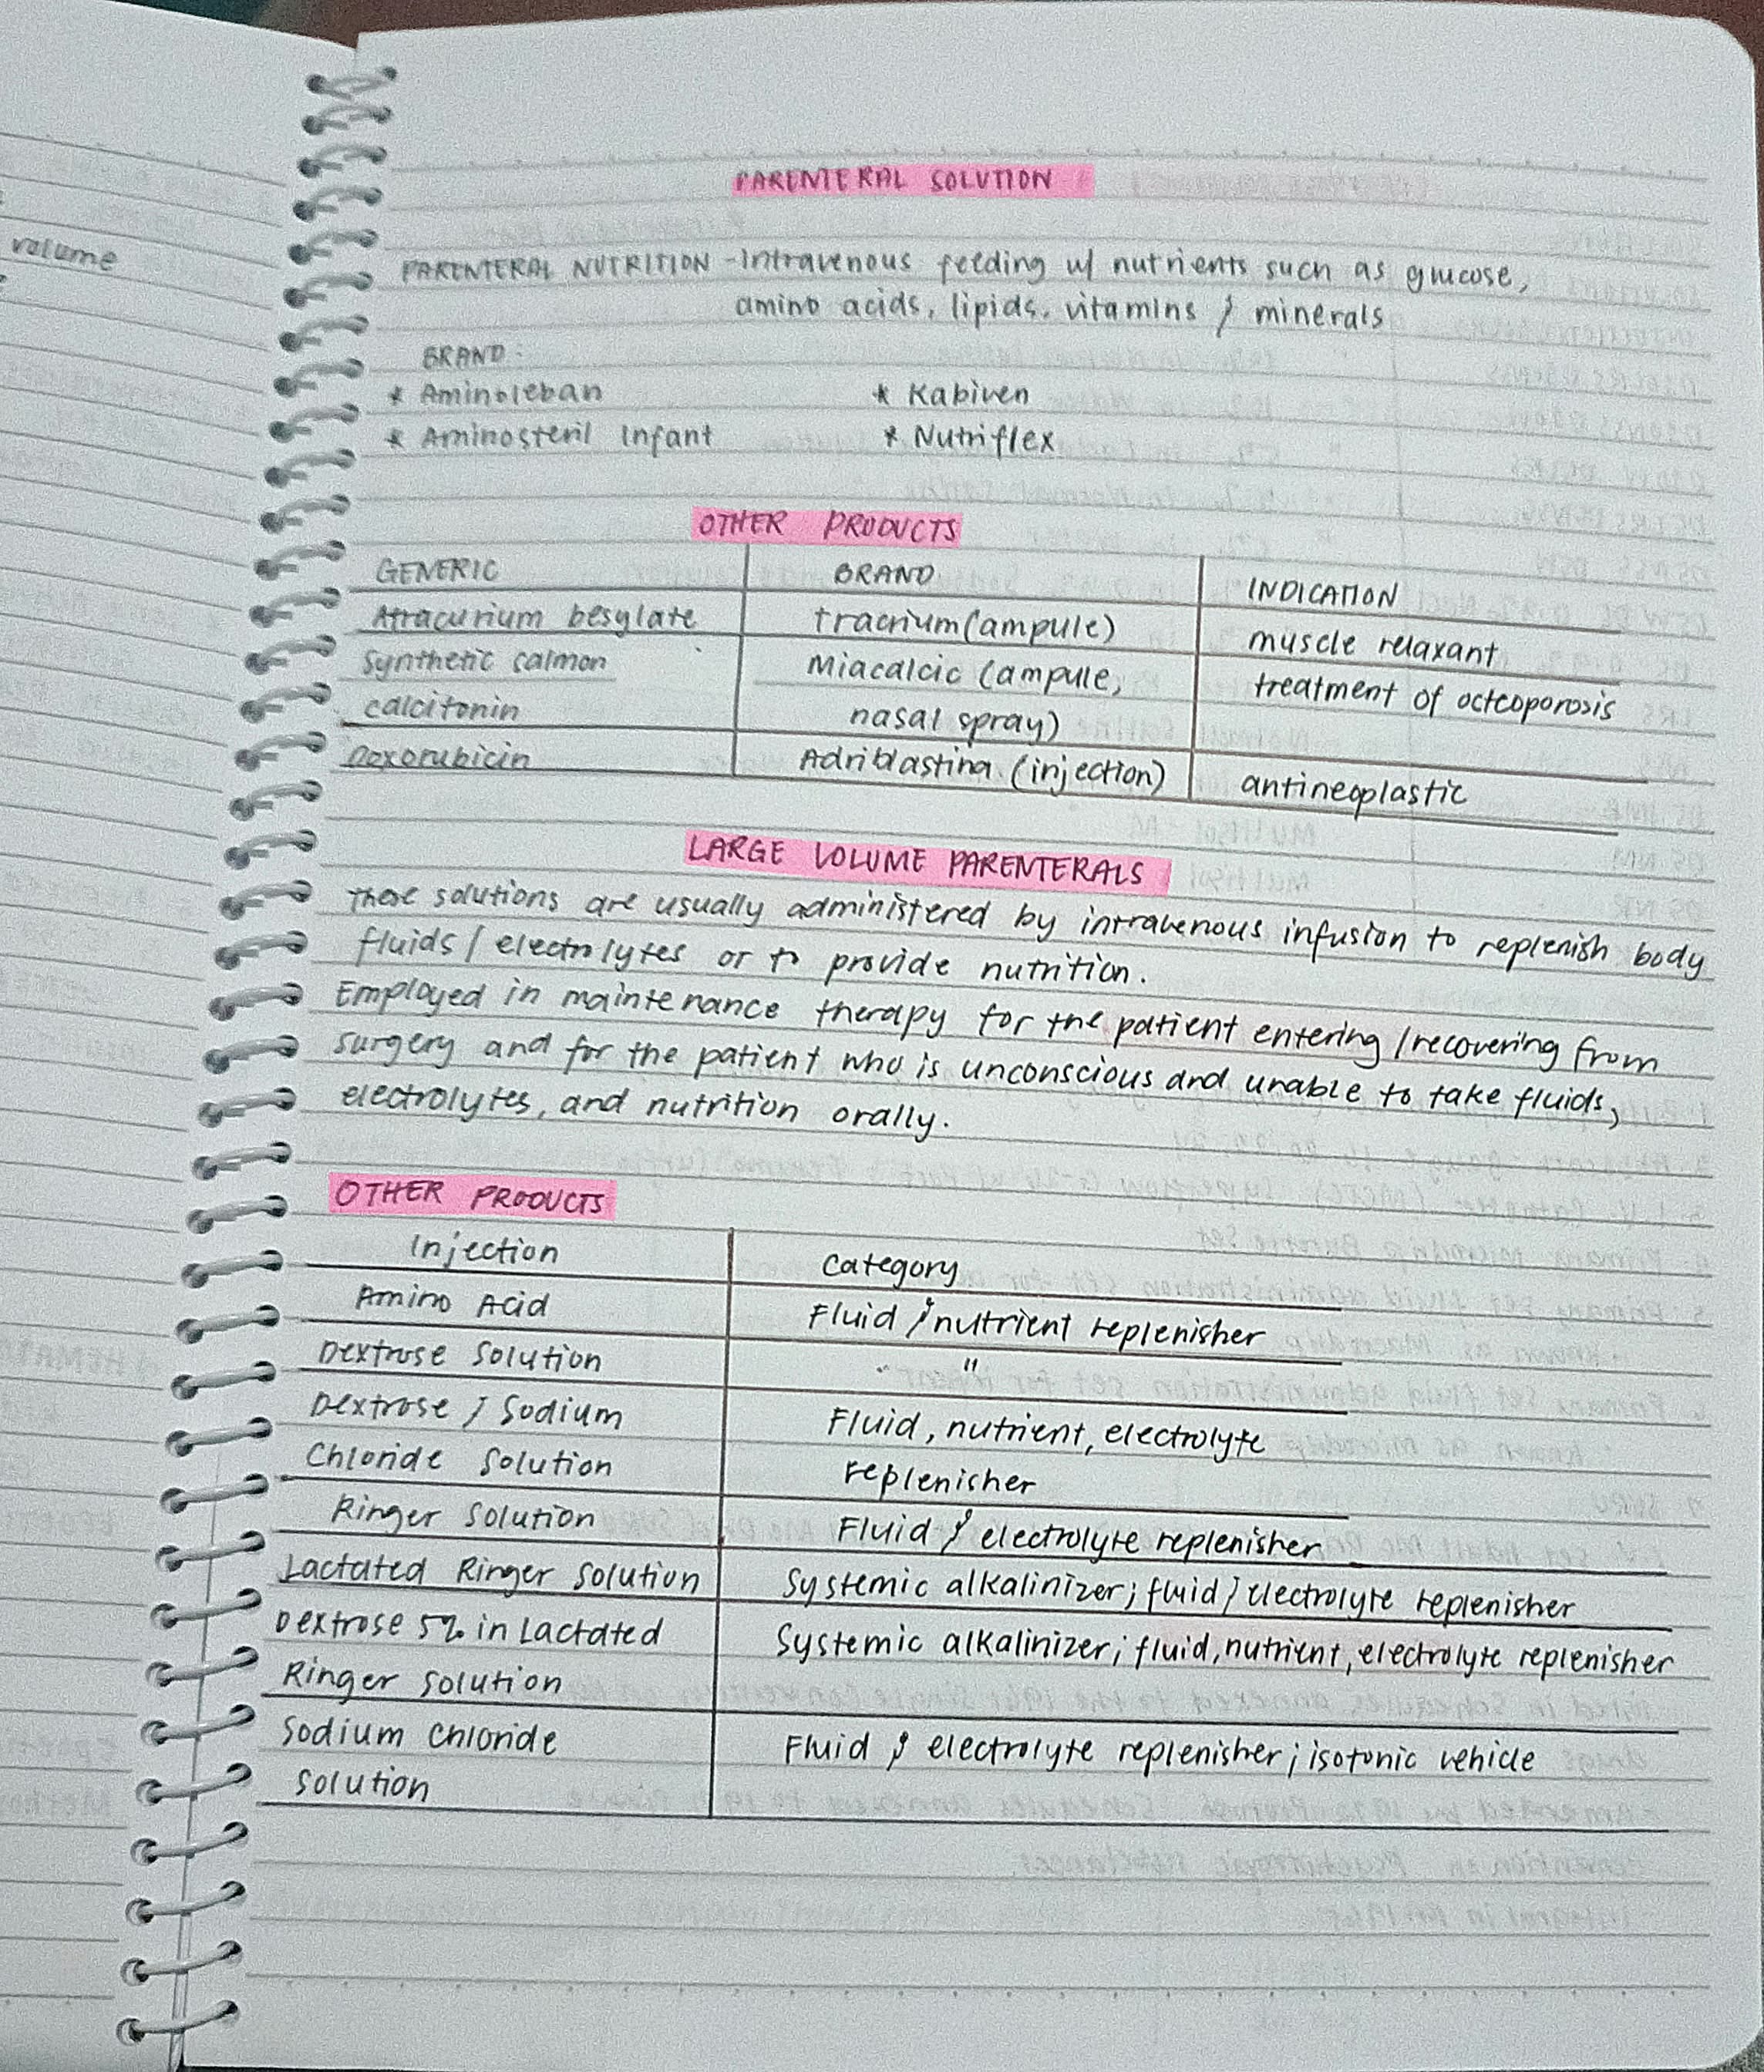 volume
PARENTERAL SOLUTION
PARENTERAL NUTRITION - Intravenous feeding w/ nutrients such as glucose,
amino acids, lipids, vitamins & minerals
BRAND:
* Aminoleban * Kabiven
* Aminosteril Infant * Nutriflex
OTHER PRODUCTS
GENERIC BRAND INDICATION
Atracurium besylate tracrium (ampule) muscle relaxant
Synthetic salmon Miacalcic (ampule, treatment of octeoporosis
calcitonin nasal spray)
Doxorubicin Adriblastina (injection) antineoplastic
LARGE VOLUME PARENTERALS
These solutions are usually administered by intravenous infusion to replenish body
fluids / electrolytes or to provide nutrition.
Employed in maintenance therapy for the patient entering / recovering from
surgery and for the patient who is unconscious and unable to take fluids,
electrolytes, and nutrition orally.
OTHER PRODUCTS
Injection Category
Amino Acid Fluid & nutrient replenisher
Dextrose Solution "
Dextrose & Sodium Fluid, nutrient, electrolyte
Chloride Solution replenisher
Ringer Solution Fluid & electrolyte replenisher
Lactated Ringer Solution Systemic alkalinizer; fluid & electrolyte replenisher
Dextrose 5% in Lactated Systemic alkalinizer; fluid, nutrient, electrolyte replenisher
Ringer solution
Sodium Chloride Fluid & electrolyte replenisher; isotonic vehicle
solution